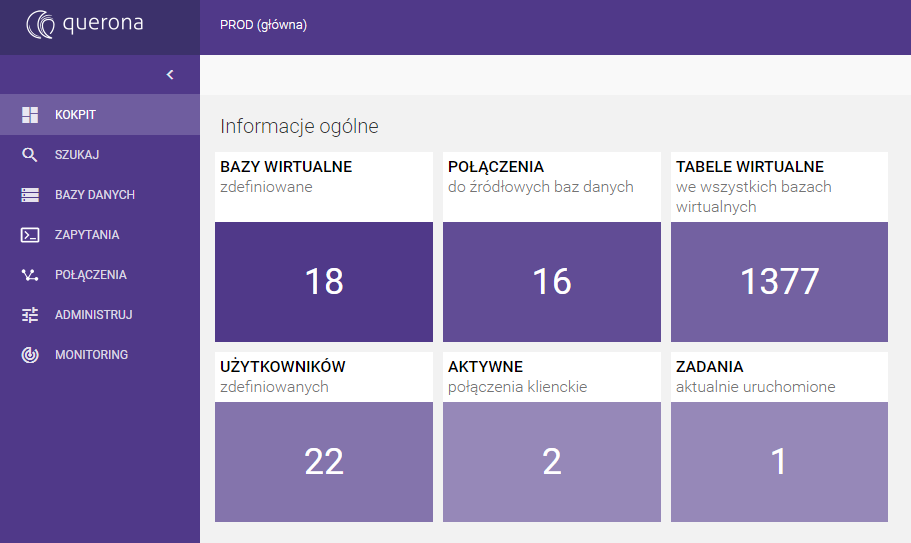 querona
PROD (główna)
KOKPIT
SZUKAJ
BAZY DANYCH
ZAPYTANIA
POŁĄCZENIA
ADMINISTRUJ
MONITORING
Informacje ogólne
BAZY WIRTUALNE
zdefiniowane
18
POŁĄCZENIA
do źródłowych baz danych
16
TABELE WIRTUALNE
we wszystkich bazach
wirtualnych
1377
UŻYTKOWNIKÓW
zdefiniowanych
22
AKTYWNE
połączenia klienckie
2
ZADANIA
aktualnie uruchomione
1